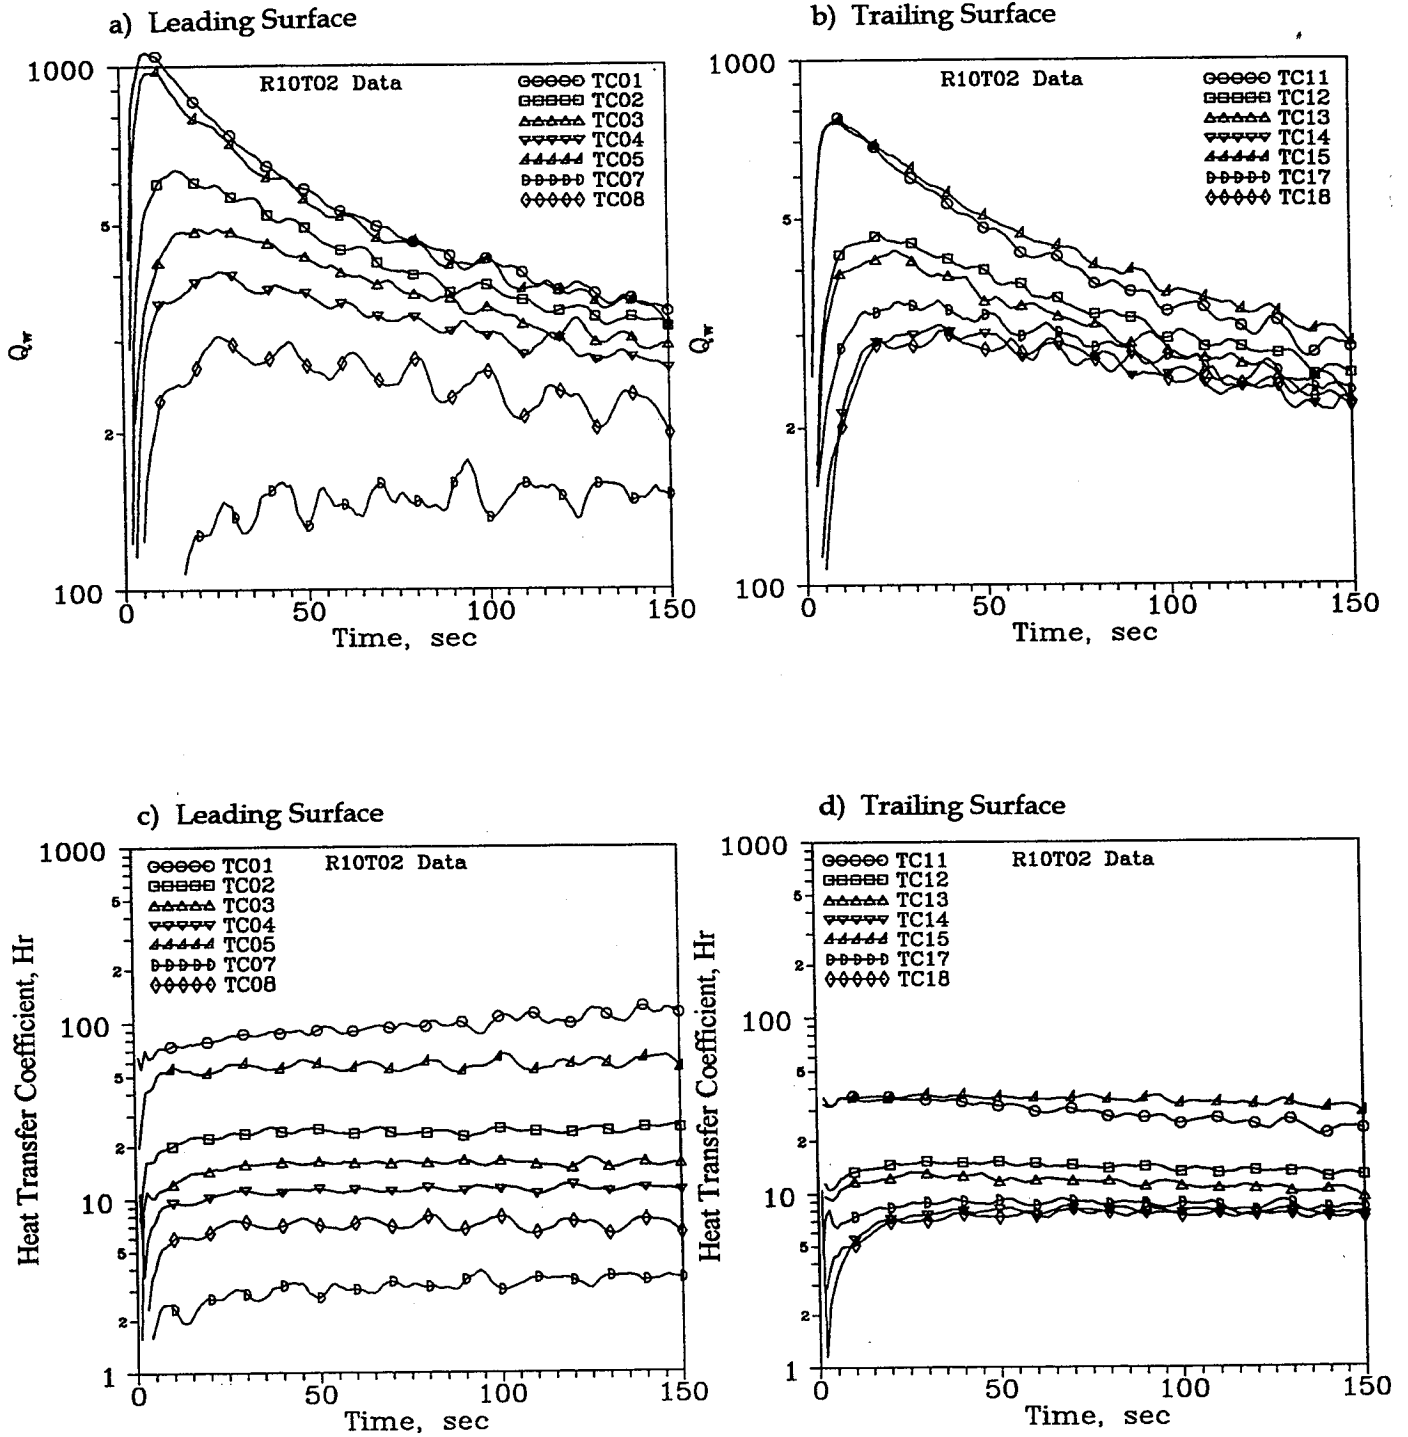 a) Leading Surface
1000
5
2
100
Qw
R10T02 Data
TC01
TC02
TC03
TC04
TC05
TC07
TC08
0 50 100 150
Time, sec
b) Trailing Surface
1000
5
2
100
Qw
R10T02 Data
TC11
TC12
TC13
TC14
TC15
TC17
TC18
0 50 100 150
Time, sec
c) Leading Surface
1000
5
2
100
5
2
10
5
2
1
Heat Transfer Coefficient, Hr
R10T02 Data
TC01
TC02
TC03
TC04
TC05
TC07
TC08
0 50 100 150
Time, sec
d) Trailing Surface
1000
5
2
100
5
2
10
5
2
1
Heat Transfer Coefficient, Hr
R10T02 Data
TC11
TC12
TC13
TC14
TC15
TC17
TC18
0 50 100 150
Time, sec